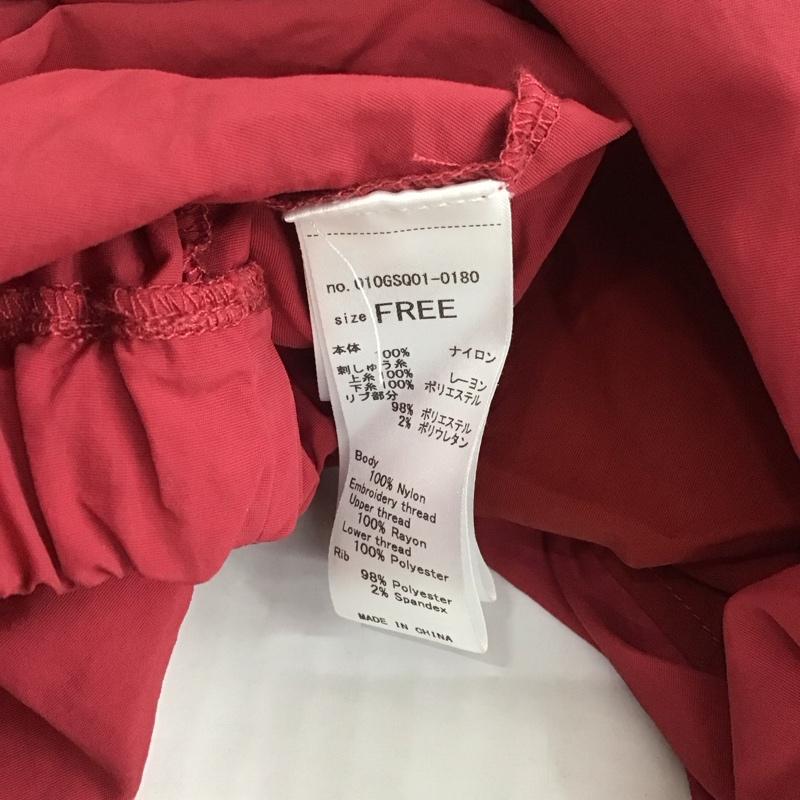 no. 010GSQ01-0180
size FREE
本体 100% ナイロン
刺しゅう糸
上糸 100% レーヨン
下糸 100% ポリエステル
リブ部分
98% ポリエステル
2% ポリウレタン
Body
100% Nylon
Embroidery thread
Upper thread
100% Rayon
Lower thread
100% Polyester
Rib
98% Polyester
2% Spandex
MADE IN CHINA